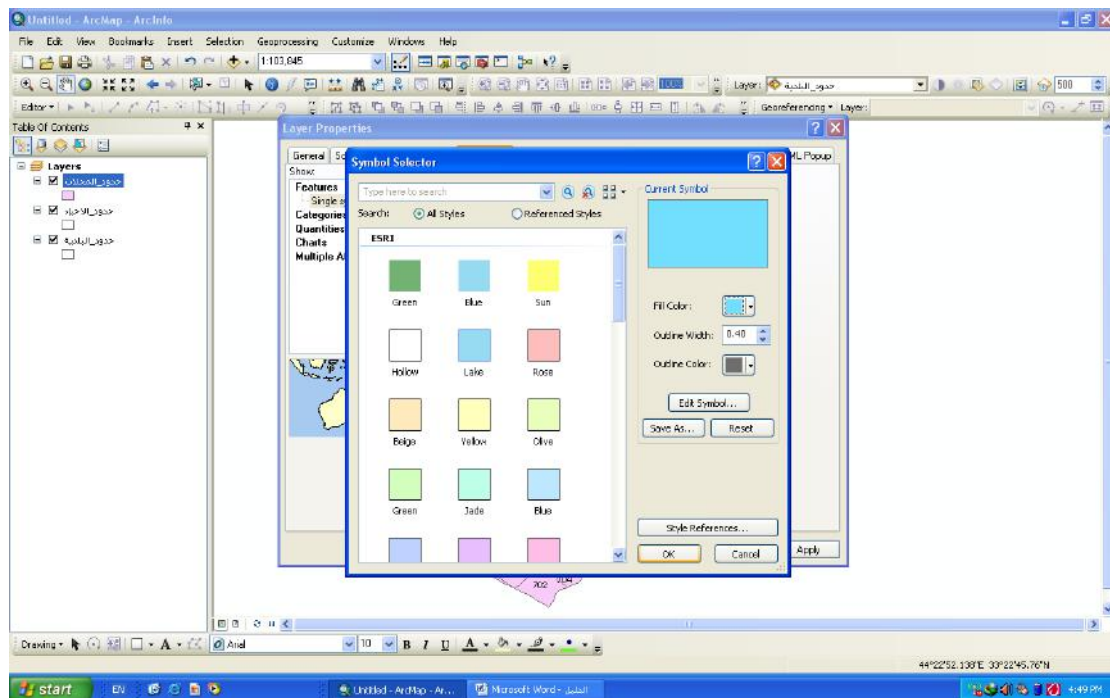 Untitled - ArcMap - ArcInfo
File Edit View Bookmarks Insert Selection Geoprocessing Customize Windows Help
1:103,845
100%
Layer: حدود_البلدية
500
Editor
Georeferencing Layer:
Table Of Contents
Layers
حدود_المحلات
حدود_الاحياء
حدود_البلدية
Layer Properties
General
HTML Popup
Show:
Features
Categories
Quantities
Charts
Symbol Selector
Type here to search
Search: All Styles Referenced Styles
ESRI
Green Blue Sun
Hollow Lake Rose
Beige Yellow Olive
Green Jade Blue
Current Symbol
Fill Color:
Outline Width: 0.40
Outline Color:
Edit Symbol...
Save As... Reset
Style References...
OK Cancel
Apply
702
Drawing Arial 10 B I U A
44°22'52.138"E 33°22'45.76"N
start EN Untitled - ArcMap - Ar... Microsoft Word - الدليل 4:49 PM